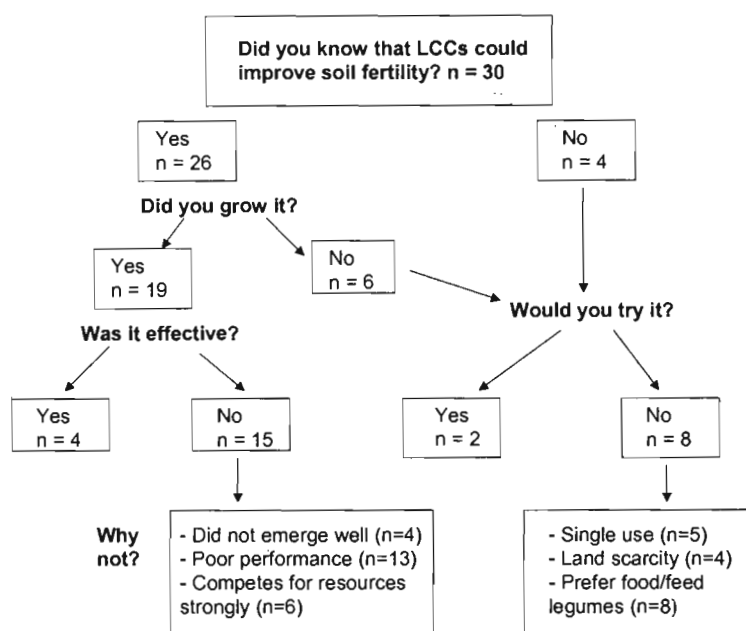 Did you know that LCCs could
improve soil fertility? n = 30
Yes
n = 26
No
n = 4
Did you grow it?
Yes
n = 19
No
n = 6
Would you try it?
Was it effective?
Yes
n = 4
No
n = 15
Yes
n = 2
No
n = 8
Why
not?
- Did not emerge well (n=4)
- Poor performance (n=13)
- Competes for resources
strongly (n=6)
- Single use (n=5)
- Land scarcity (n=4)
- Prefer food/feed
legumes (n=8)